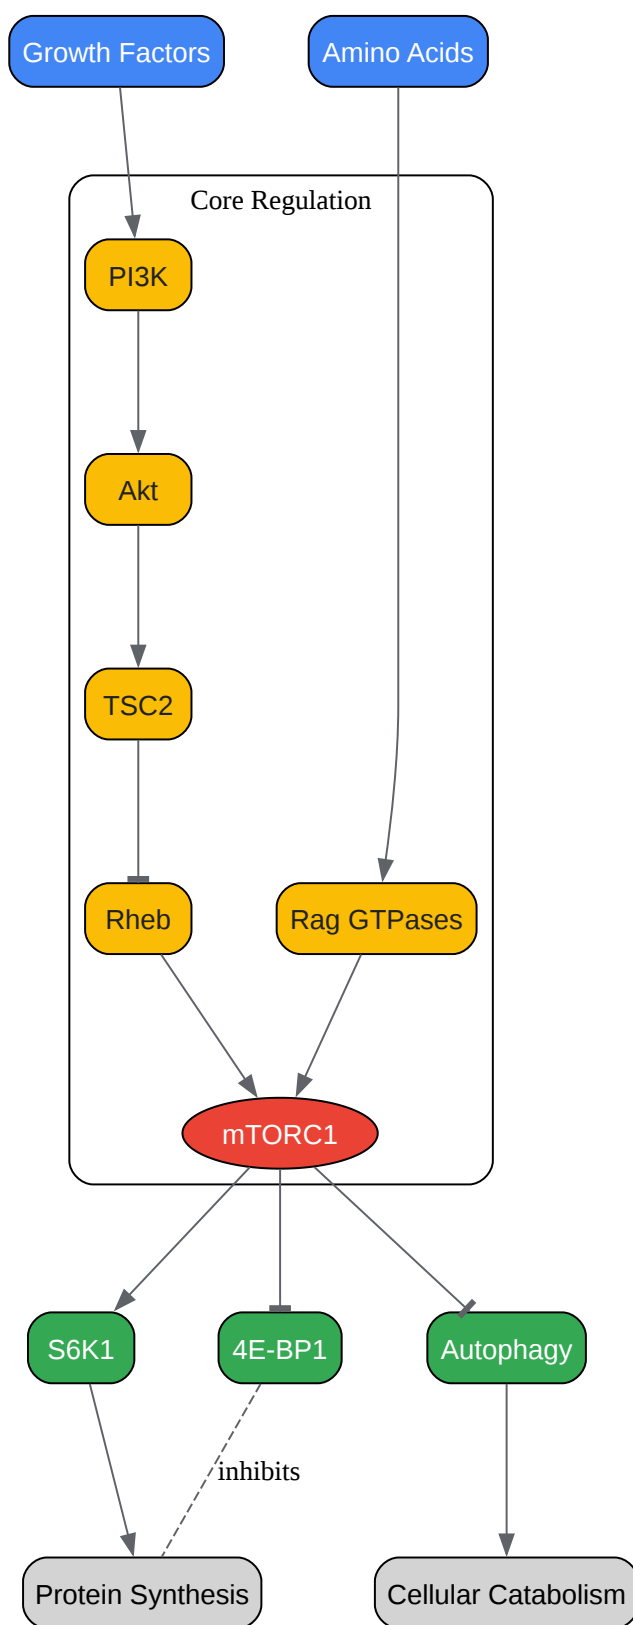 Growth Factors
Amino Acids
Core Regulation
PI3K
Akt
TSC2
Rheb
Rag GTPases
mTORC1
S6K1
4E-BP1
Autophagy
inhibits
Protein Synthesis
Cellular Catabolism